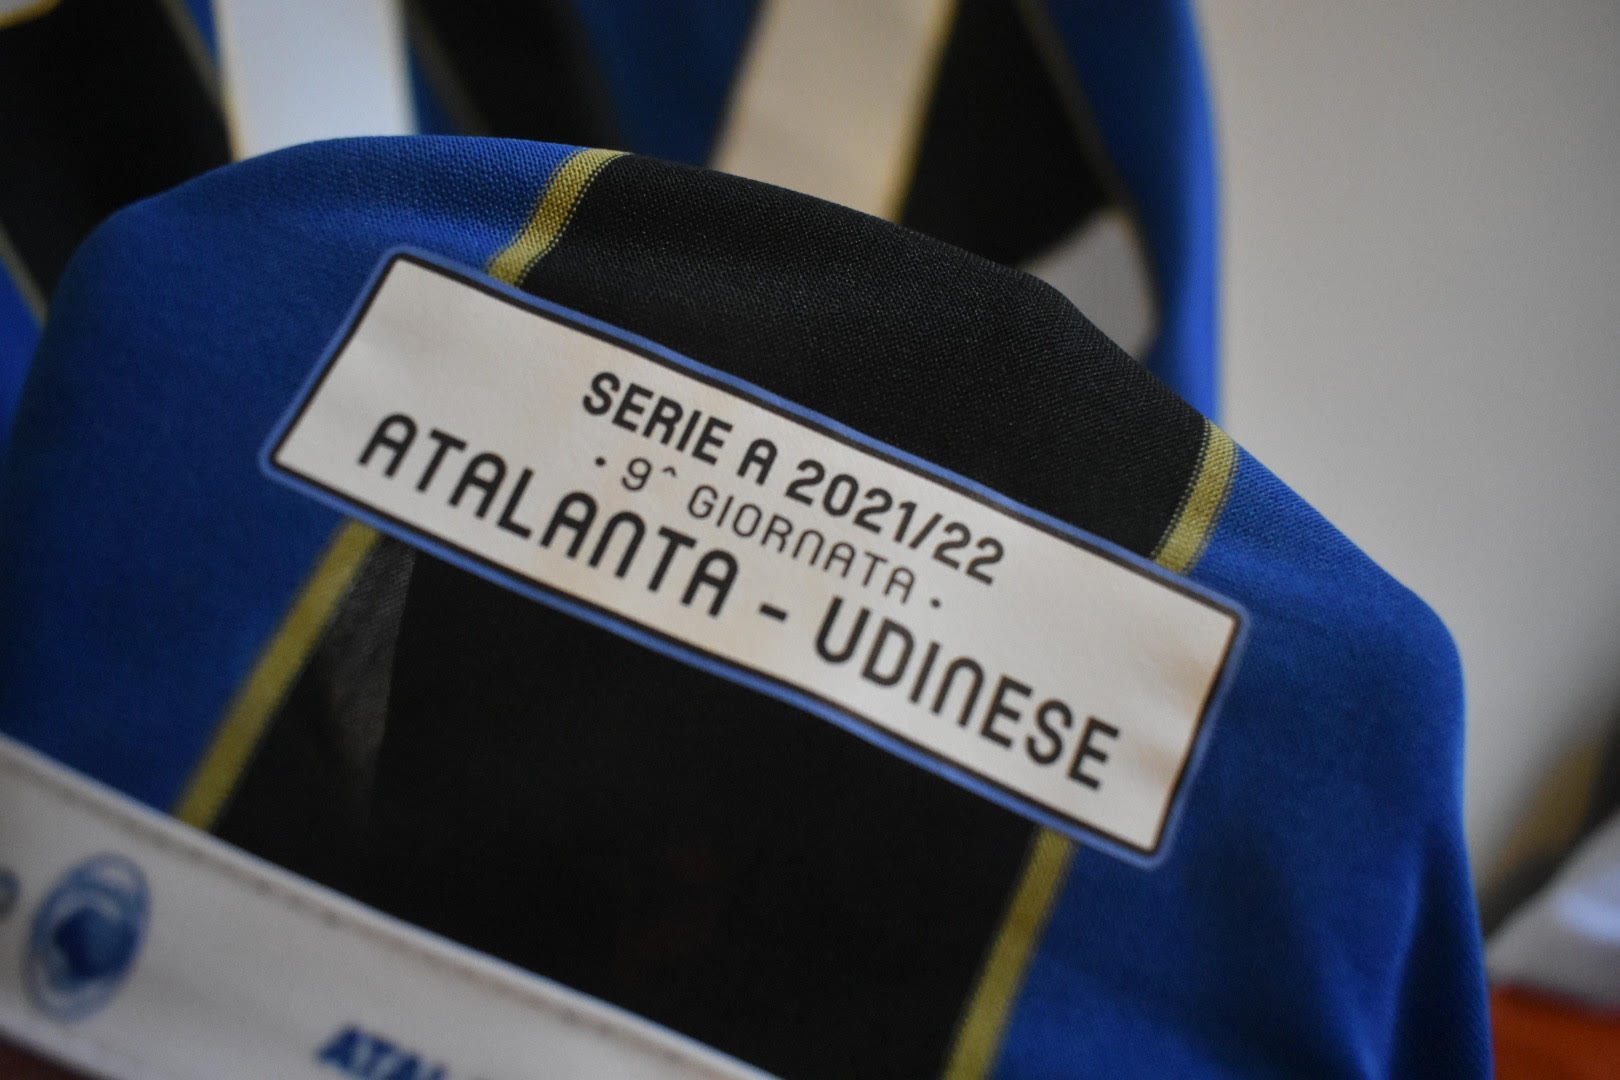 SERIE A 2021/22
• 9^ GIORNATA •
ATALANTA - UDINESE